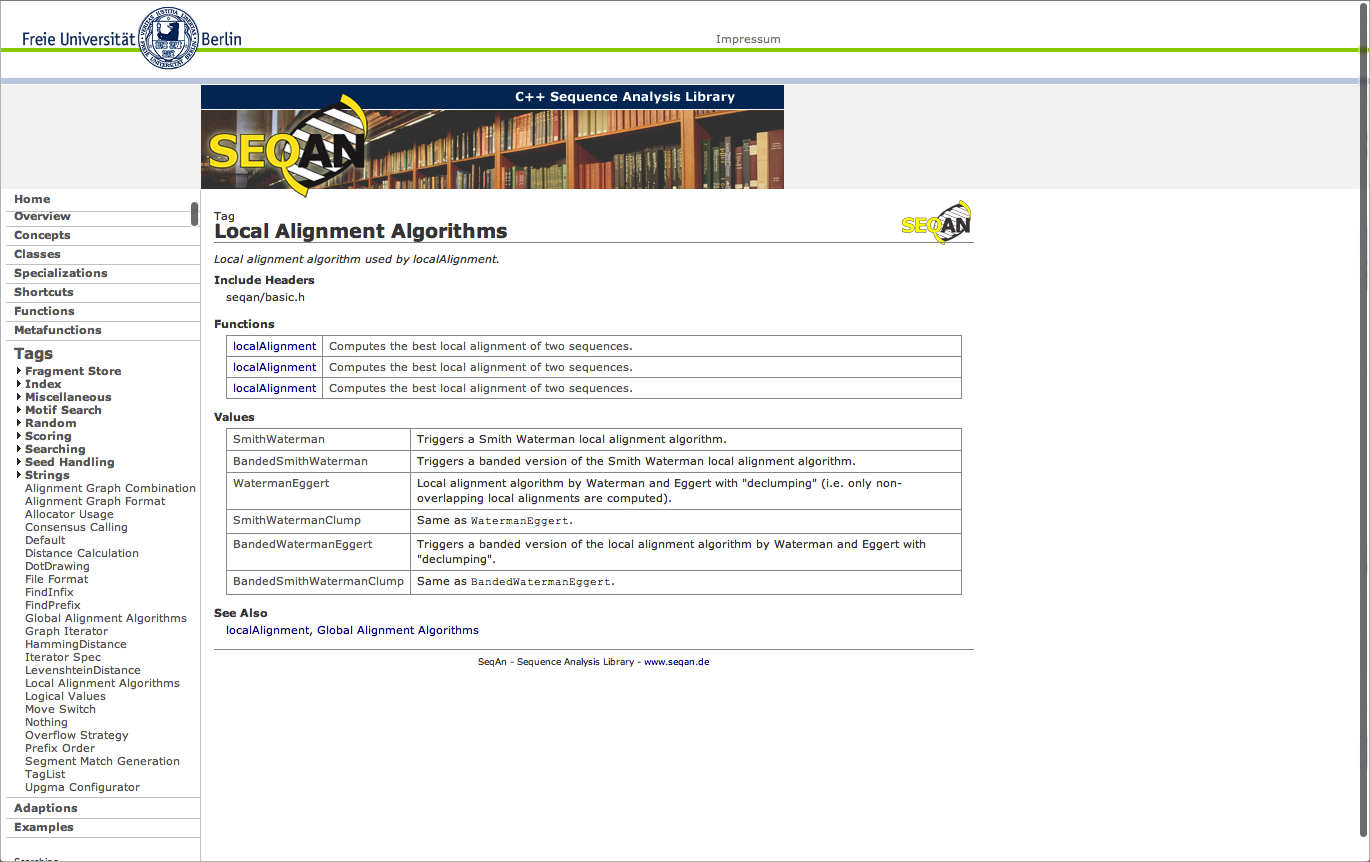 Freie Universität Berlin
Impressum
C++ Sequence Analysis Library
SEQAN
Home
Overview
Concepts
Classes
Specializations
Shortcuts
Functions
Metafunctions
Tags
Fragment Store
Index
Miscellaneous
Motif Search
Random
Scoring
Searching
Seed Handling
Strings
Alignment Graph Combination
Alignment Graph Format
Allocator Usage
Consensus Calling
Default
Distance Calculation
DotDrawing
File Format
FindInfix
FindPrefix
Global Alignment Algorithms
Graph Iterator
HammingDistance
Iterator Spec
LevenshteinDistance
Local Alignment Algorithms
Logical Values
Move Switch
Nothing
Overflow Strategy
Prefix Order
Segment Match Generation
TagList
Upgma Configurator
Adaptions
Examples
Tag
Local Alignment Algorithms
SEQAN
Local alignment algorithm used by localAlignment.
Include Headers
seqan/basic.h
Functions
localAlignment Computes the best local alignment of two sequences.
localAlignment Computes the best local alignment of two sequences.
localAlignment Computes the best local alignment of two sequences.
Values
SmithWaterman Triggers a Smith Waterman local alignment algorithm.
BandedSmithWaterman Triggers a banded version of the Smith Waterman local alignment algorithm.
WatermanEggert Local alignment algorithm by Waterman and Eggert with "declumping" (i.e. only non-
overlapping local alignments are computed).
SmithWatermanClump Same as WatermanEggert.
BandedWatermanEggert Triggers a banded version of the local alignment algorithm by Waterman and Eggert with
"declumping".
BandedSmithWatermanClump Same as BandedWatermanEggert.
See Also
localAlignment, Global Alignment Algorithms
SeqAn - Sequence Analysis Library - www.seqan.de